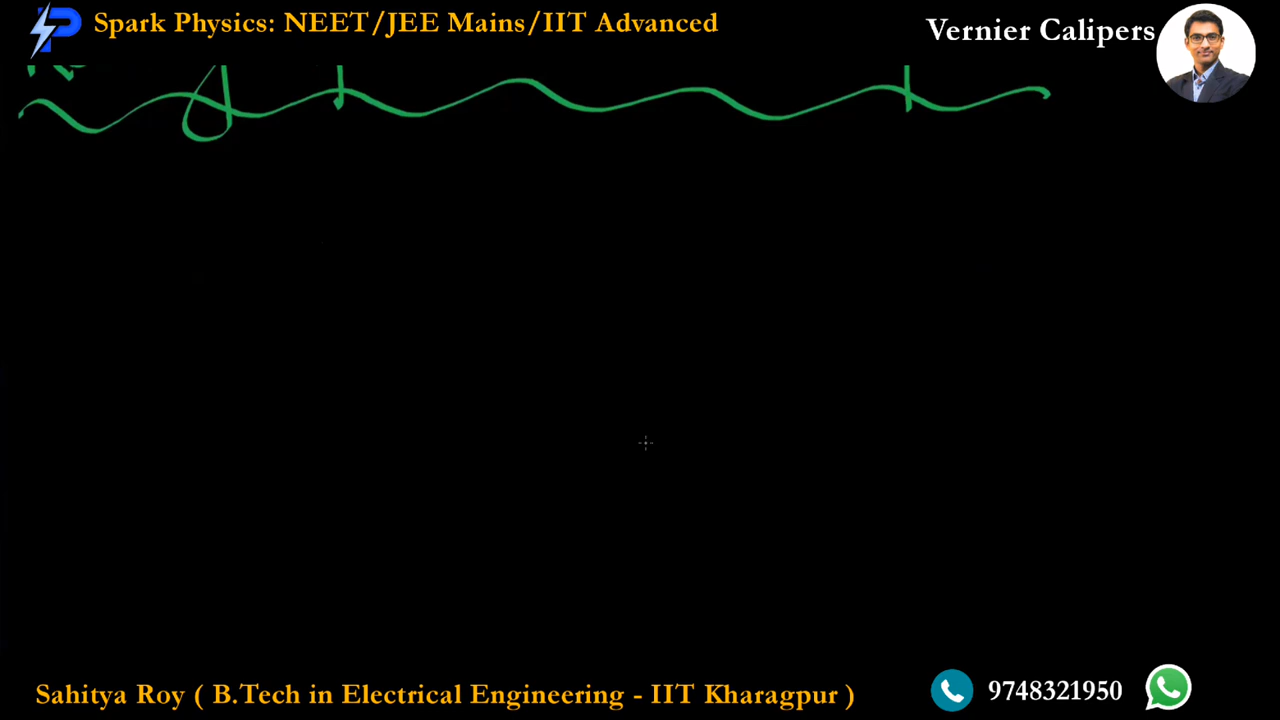 Spark Physics: NEET/JEE Mains/IIT Advanced
Vernier Calipers
Sahitya Roy ( B.Tech in Electrical Engineering - IIT Kharagpur )
9748321950